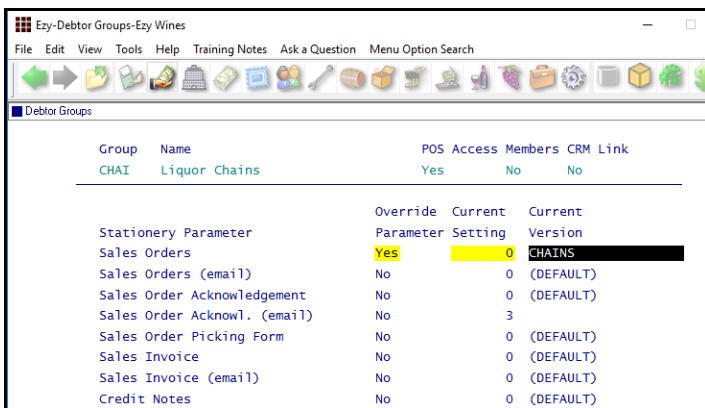 Ezy-Debtor Groups-Ezy Wines
File Edit View Tools Help Training Notes Ask a Question Menu Option Search
Debtor Groups
Group Name POS Access Members CRM Link
CHAI Liquor Chains Yes No No
Override Current Current
Stationery Parameter Parameter Setting Version
Sales Orders Yes 0 CHAINS
Sales Orders (email) No 0 (DEFAULT)
Sales Order Acknowledgement No 0 (DEFAULT)
Sales Order Acknowl. (email) No 3
Sales Order Picking Form No 0 (DEFAULT)
Sales Invoice No 0 (DEFAULT)
Sales Invoice (email) No 0 (DEFAULT)
Credit Notes No 0 (DEFAULT)